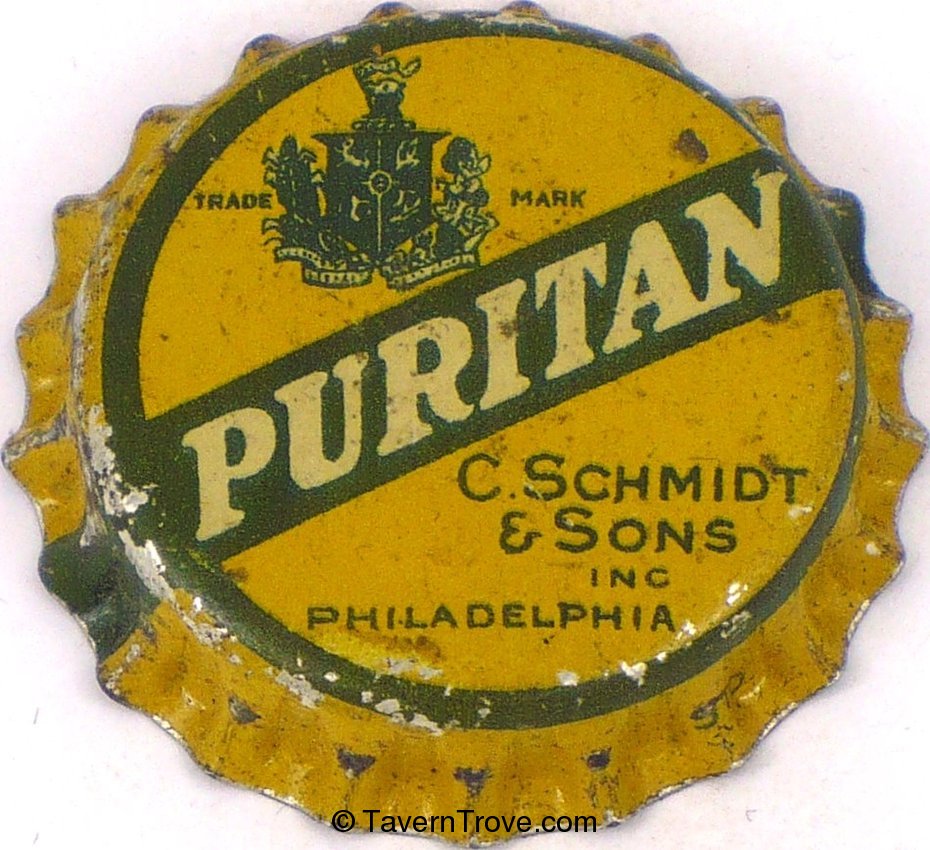 TRADE MARK
PURITAN
C. SCHMIDT
& SONS
INC
PHILADELPHIA
© TavernTrove.com